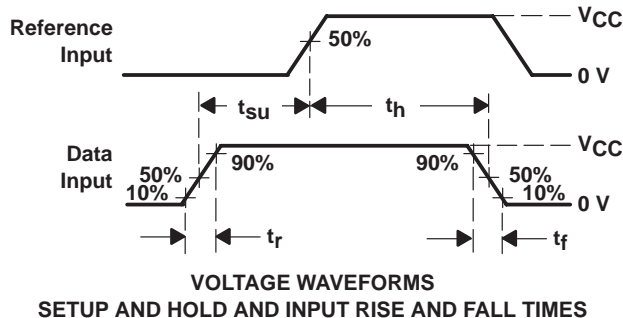 Reference
Input
50%
VCC
0 V
tsu
th
Data
Input
50%
10%
90%
90%
50%
10%
VCC
0 V
tr
tf
VOLTAGE WAVEFORMS
SETUP AND HOLD AND INPUT RISE AND FALL TIMES